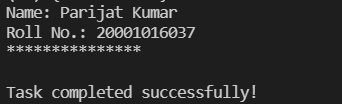 Name: Parijat Kumar
Roll No.: 20001016037
***************
Task completed successfully!